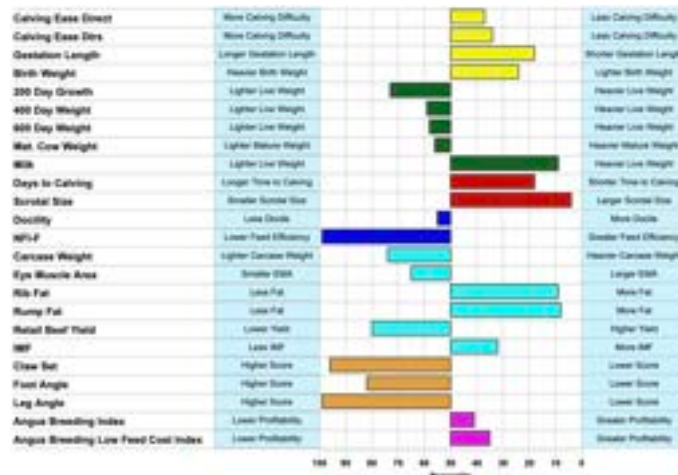 Calving Ease Direct More Calving Difficulty Less Calving Difficulty
Calving Ease Dtrs More Calving Difficulty Less Calving Difficulty
Gestation Length Longer Gestation Length Shorter Gestation Length
Birth Weight Heavier Birth Weight Lighter Birth Weight
200 Day Growth Lighter Live Weight Heavier Live Weight
400 Day Weight Lighter Live Weight Heavier Live Weight
600 Day Weight Lighter Live Weight Heavier Live Weight
Mat. Cow Weight Lighter Mature Weight Heavier Mature Weight
Milk Lighter Live Weight Heavier Live Weight
Days to Calving Longer Time to Calving Shorter Time to Calving
Scrotal Size Smaller Scrotal Size Larger Scrotal Size
Docility Less Docile More Docile
NFI-F Lower Feed Efficiency Greater Feed Efficiency
Carcase Weight Lighter Carcase Weight Heavier Carcase Weight
Eye Muscle Area Smaller EMA Larger EMA
Rib Fat Less Fat More Fat
Rump Fat Less Fat More Fat
Retail Beef Yield Lower Yield Higher Yield
IMF Less IMF More IMF
Claw Set Higher Score Lower Score
Foot Angle Higher Score Lower Score
Leg Angle Higher Score Lower Score
Angus Breeding Index Lower Profitability Greater Profitability
Angus Breeding Low Feed Cost Index Lower Profitability Greater Profitability
100 90 80 70 60 50 40 30 20 10 0